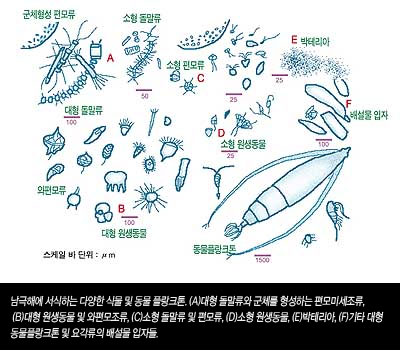 군체형성 편모류
소형 돌말류
E 박테리아
A
소형 편모류
C
50
25
25
F
대형 돌말류
100
D
배설물 입자
소형 원생동물
25
100
와편모류
B
100
대형 원생동물
동물플랑크톤
스케일 바 단위 : μm
1500
남극해에 서식하는 다양한 식물 및 동물 플랑크톤. (A)대형 돌말류와 군체를 형성하는 편모미세조류,
(B)대형 원생동물 및 와편모조류, (C)소형 돌말류 및 편모류, (D)소형 원생동물, (E)박테리아, (F)기타 대형
동물플랑크톤 및 요각류의 배설물 입자들.